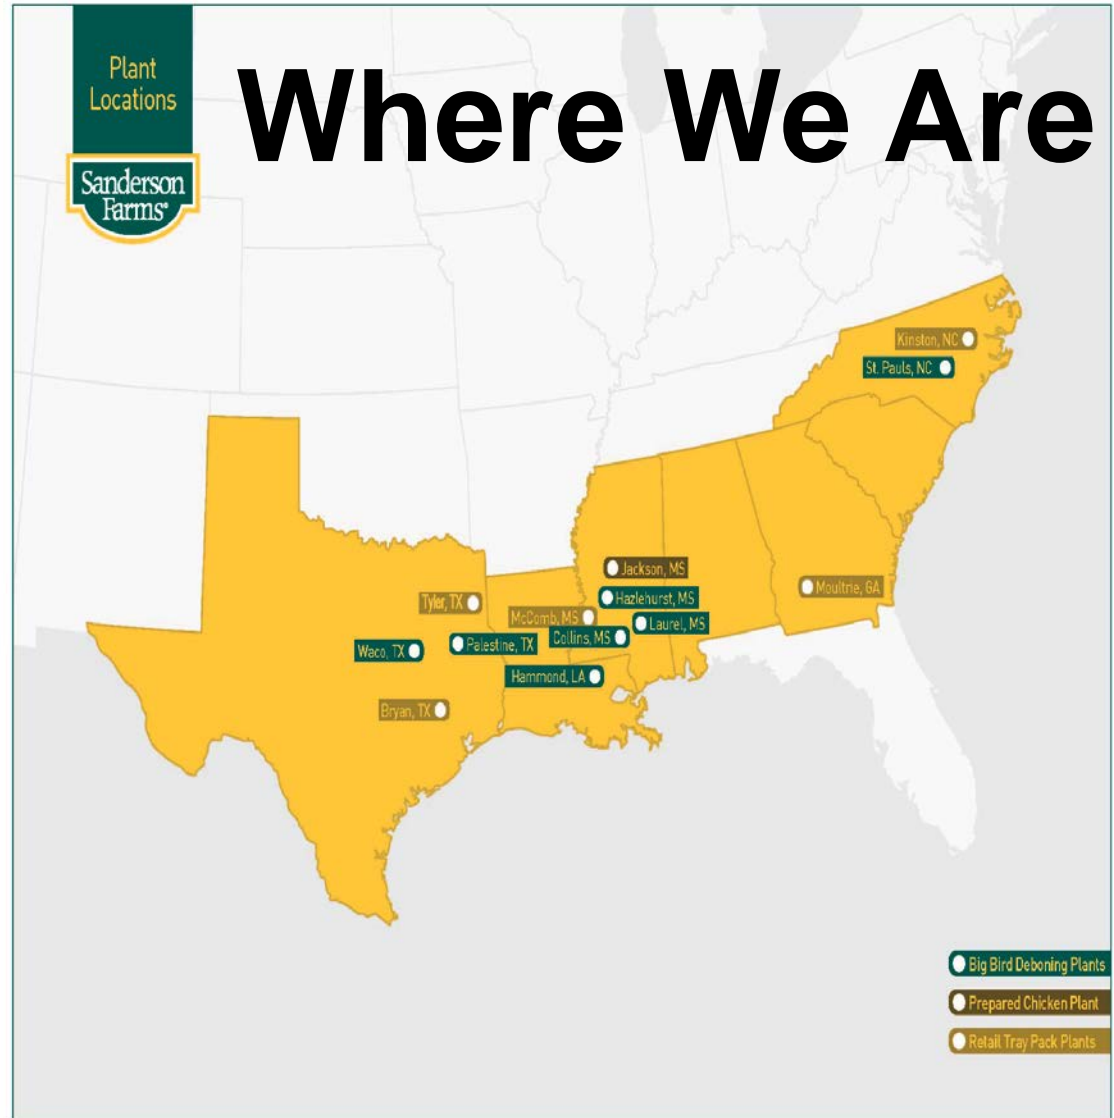 Plant
Locations
Where We Are
Sanderson
Farms®
Kinston, NC
St. Pauls, NC
Jackson, MS
Moultrie, GA
Hazlehurst, MS
Tyler, TX
McComb, MS
Laurel, MS
Collins, MS
Waco, TX
Palestine, TX
Hammond, LA
Bryan, TX
Big Bird Deboning Plants
Prepared Chicken Plant
Retail Tray Pack Plants